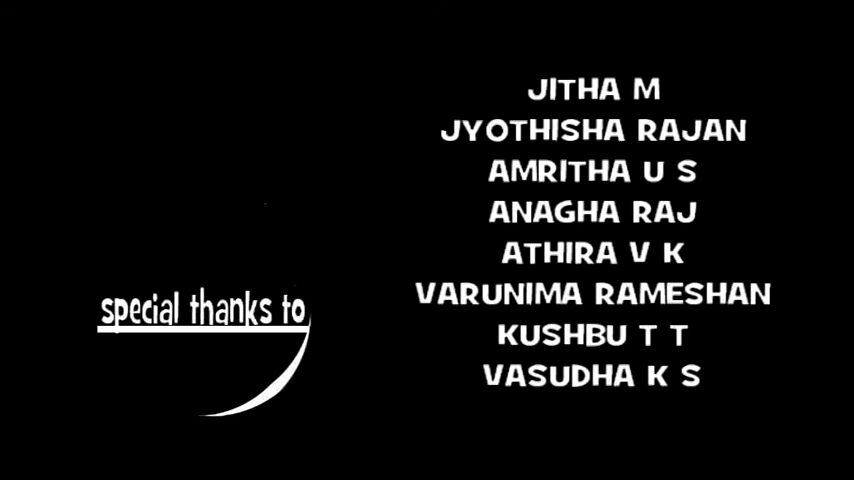 special thanks to
JITHA M
JYOTHISHA RAJAN
AMRITHA U S
ANAGHA RAJ
ATHIRA V K
VARUNIMA RAMESHAN
KUSHBU T T
VASUDHA K S